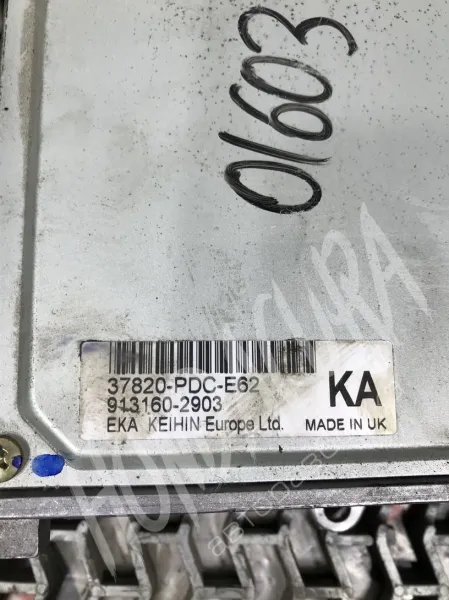 01603
37820-PDC-E62
913160-2903
KA
EKA KEIHIN Europe Ltd.
MADE IN UK